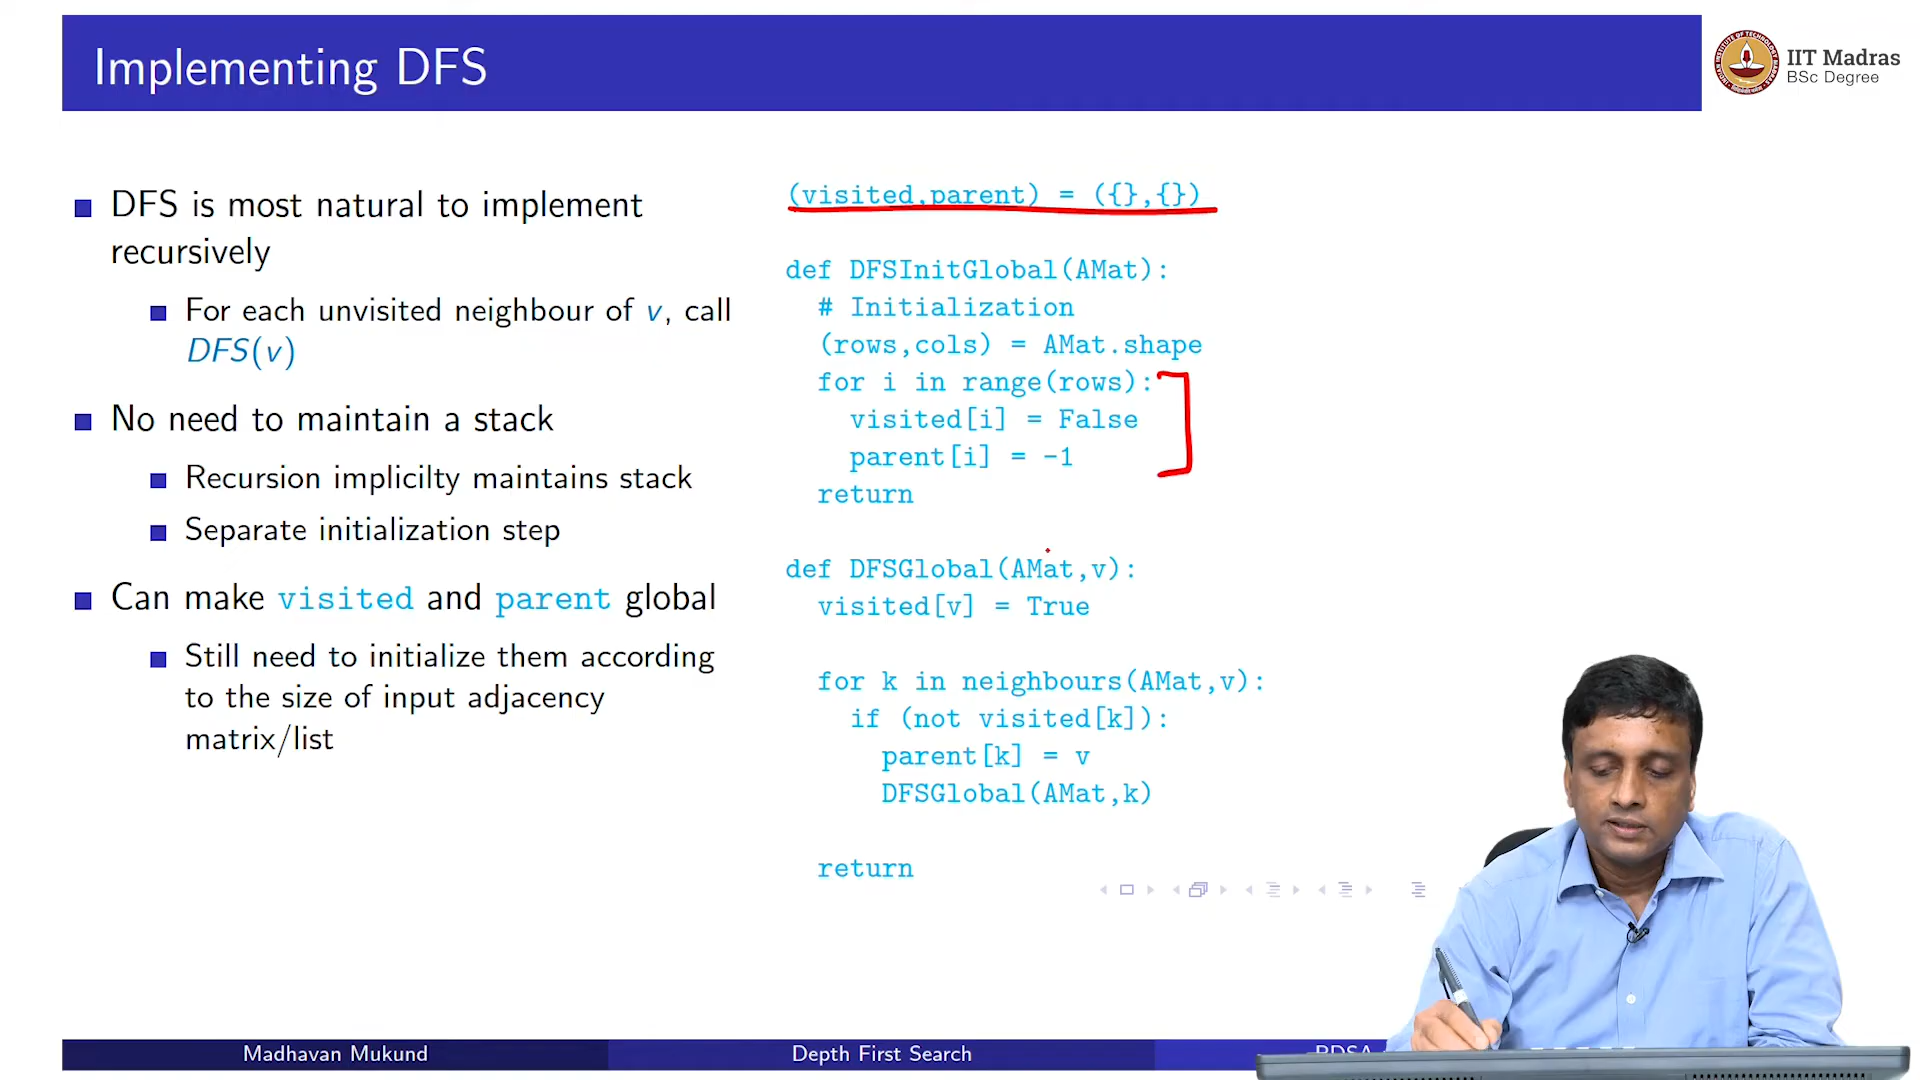 Implementing DFS
IIT Madras
BSc Degree
DFS is most natural to implement
recursively
For each unvisited neighbour of v, call
DFS(v)
No need to maintain a stack
Recursion implicilty maintains stack
Separate initialization step
Can make visited and parent global
Still need to initialize them according
to the size of input adjacency
matrix/list
(visited,parent) = ({},{})
def DFSInitGlobal(AMat):
# Initialization
(rows,cols) = AMat.shape
for i in range(rows):
visited[i] = False
parent[i] = -1
return
def DFSGlobal(AMat,v):
visited[v] = True
for k in neighbours(AMat,v):
if (not visited[k]):
parent[k] = v
DFSGlobal(AMat,k)
return
Madhavan Mukund
Depth First Search